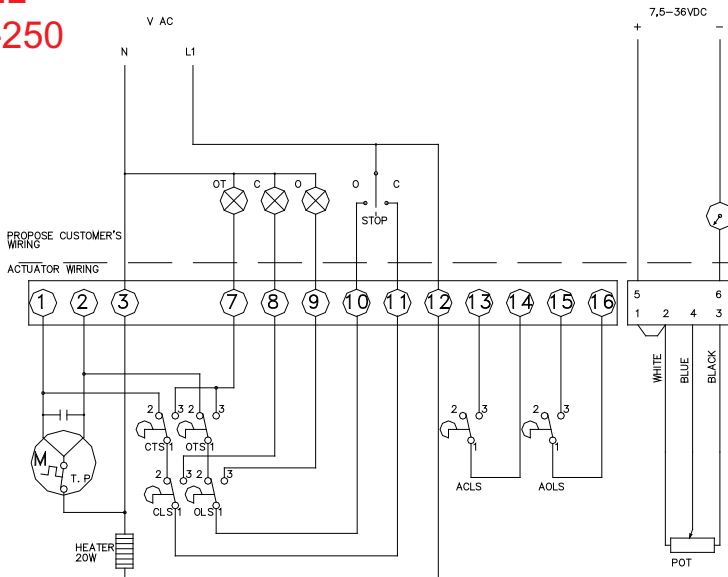 -250
V AC
7,5-36VDC
N
L1
+
-
OT
C
O
O
C
STOP
PROPOSE CUSTOMER'S
WIRING
ACTUATOR WIRING
1 2 3 7 8 9 10 11 12 13 14 15 16
5 6
1 2 4 3
WHITE
BLUE
BLACK
2 3 2 3
2 3 2 3
CTS 1
OTS 1
1
1
M
T. P
2 3 2 3
CLS 1
OLS 1
ACLS
AOLS
HEATER
20W
POT